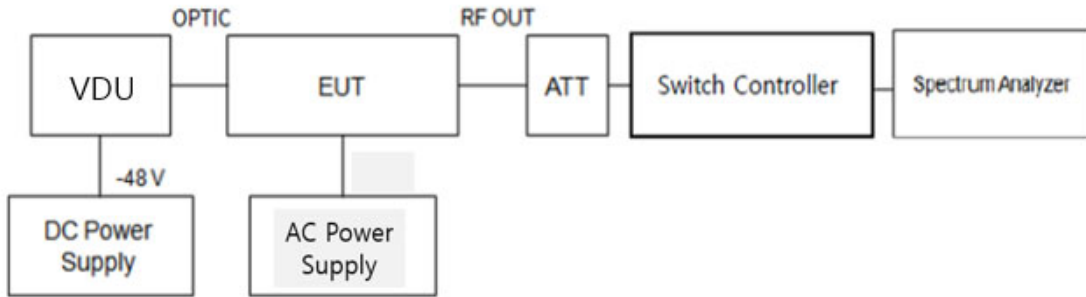 OPTIC
RF OUT
VDU
EUT
ATT
Switch Controller
Spectrum Analyzer
-48 V
DC Power
Supply
AC Power
Supply